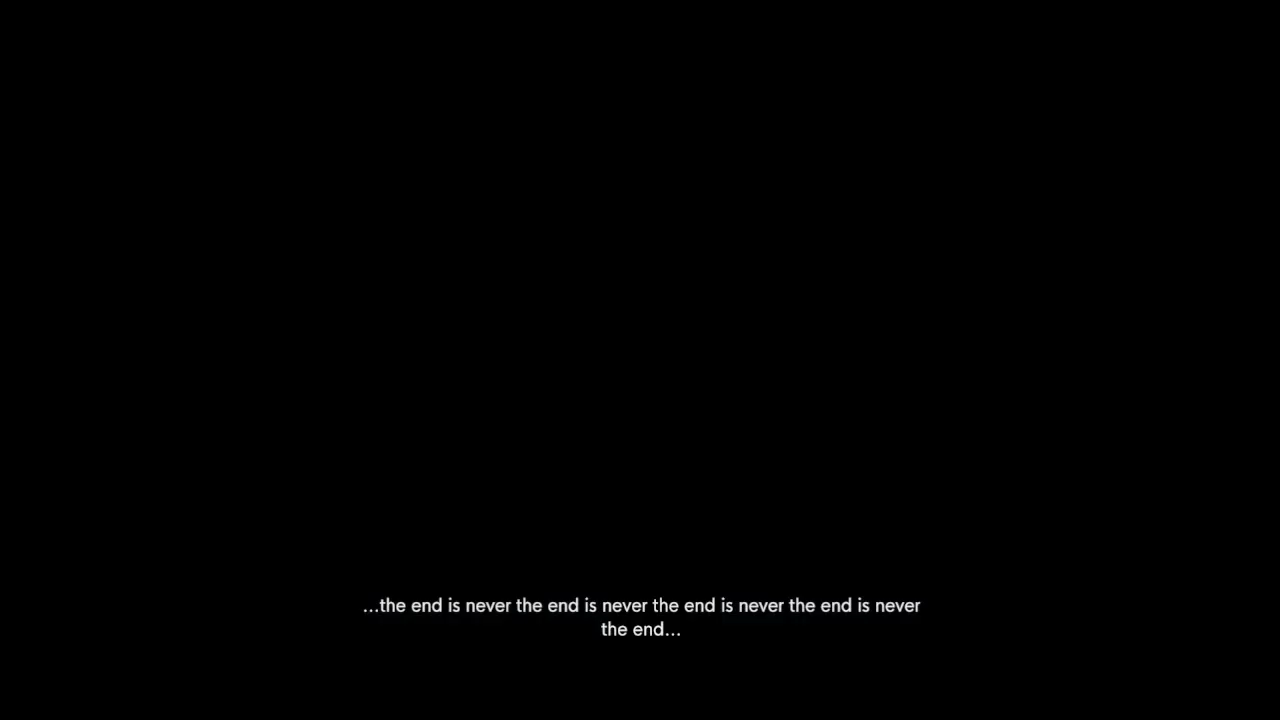 ...the end is never the end is never the end is never the end is never
the end...